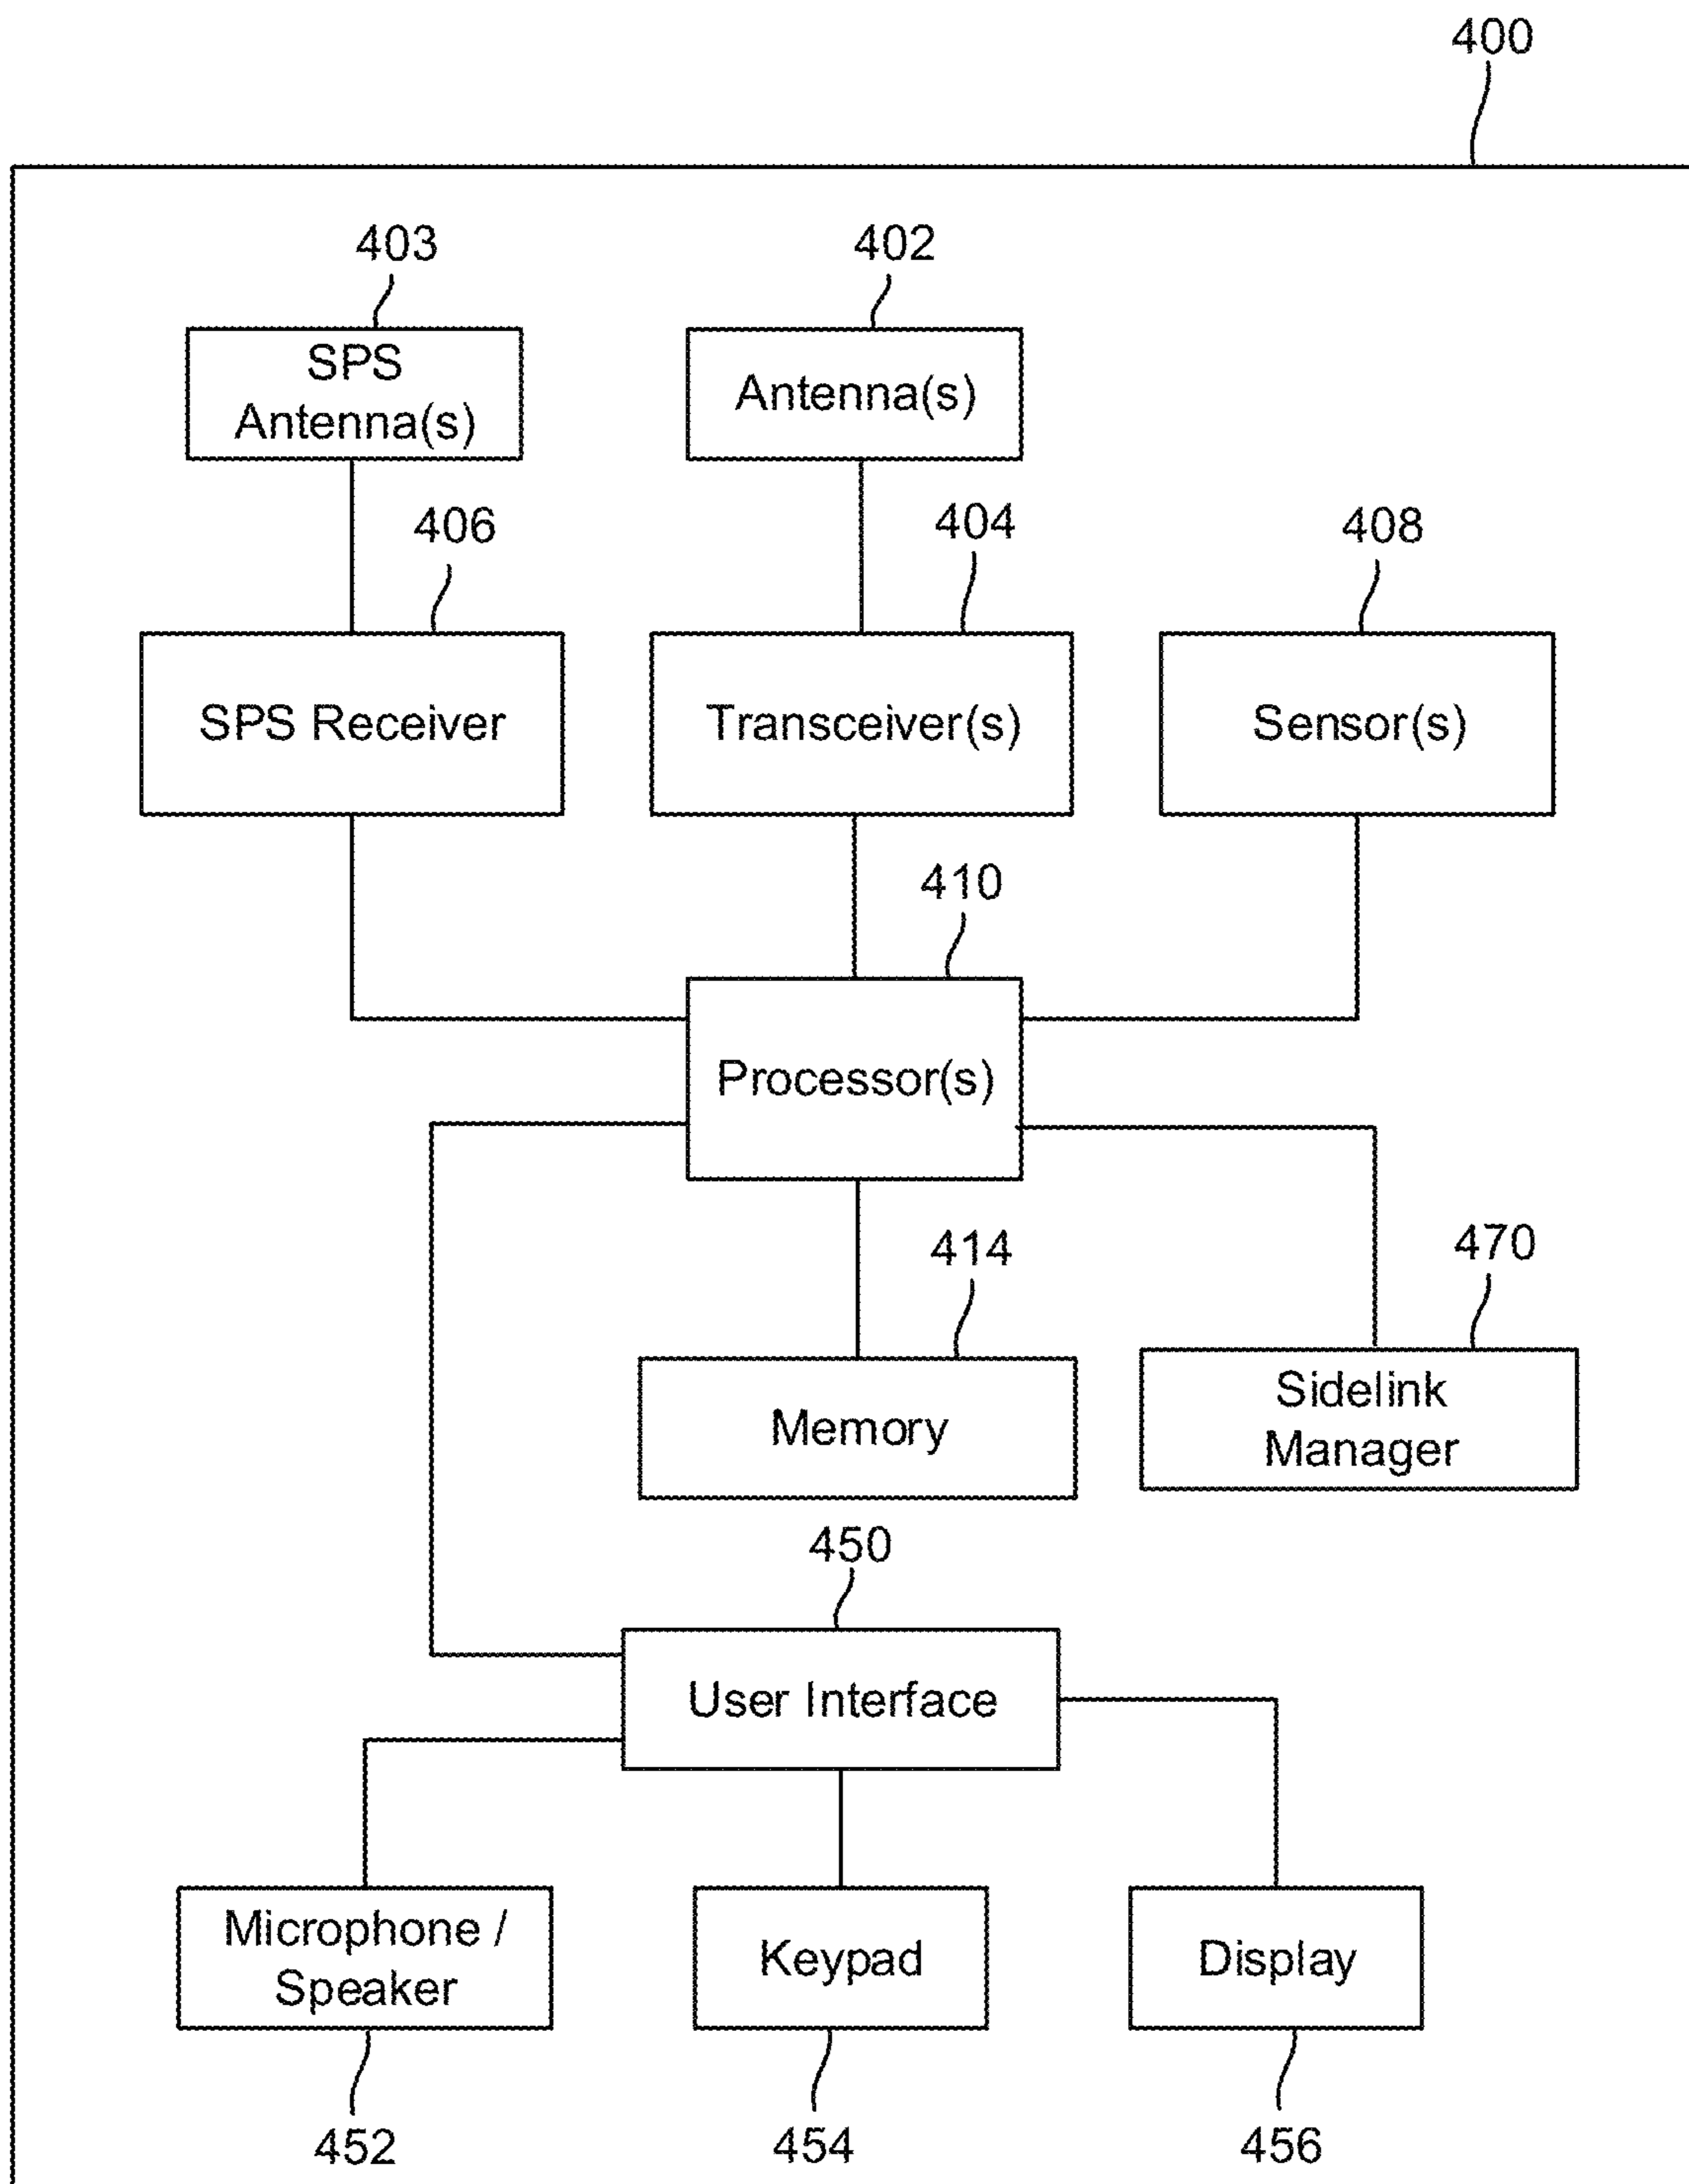 400
403
402
SPS
Antenna(s)
Antenna(s)
406
404
408
SPS Receiver
Transceiver(s)
Sensor(s)
410
Processor(s)
414
470
Memory
Sidelink
Manager
450
User Interface
Microphone /
Speaker
Keypad
Display
452
454
456